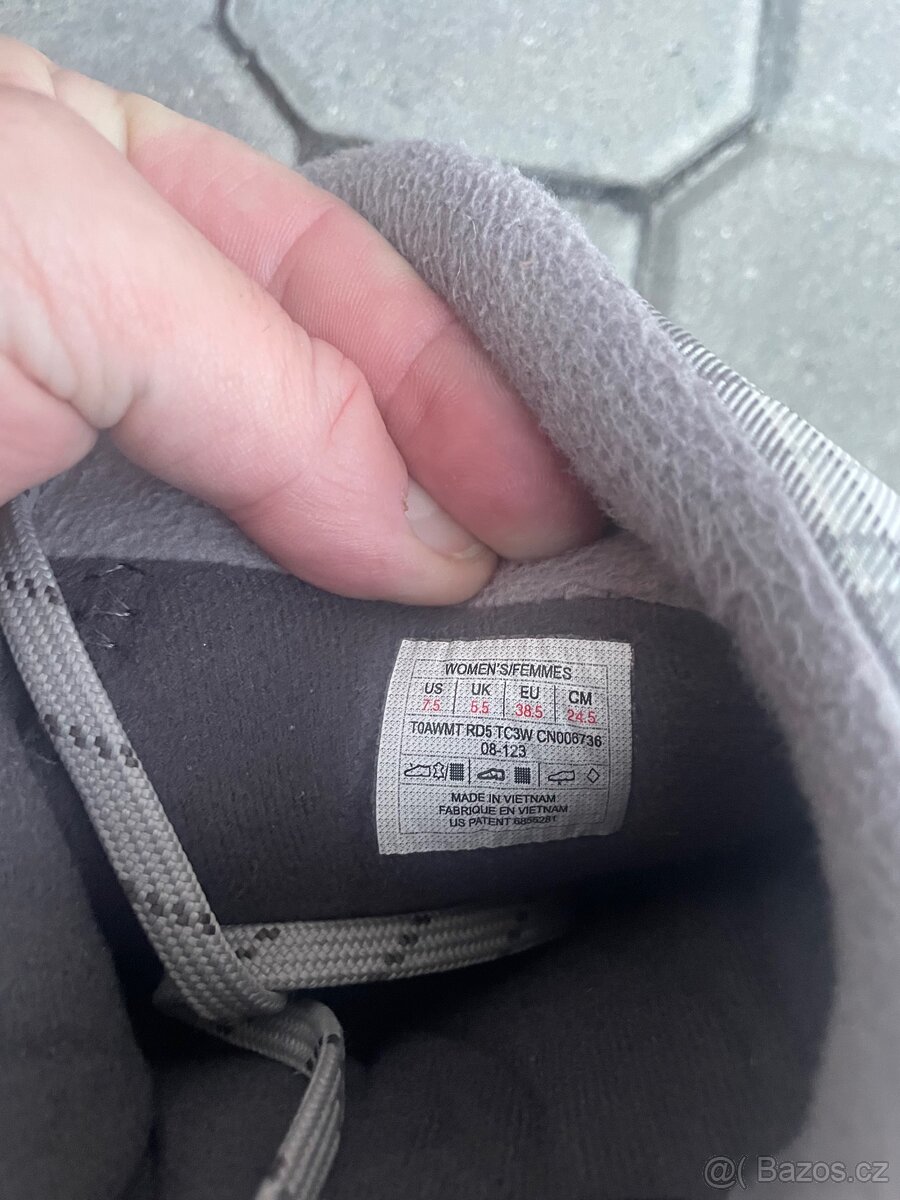 WOMEN'S/FEMMES
US UK EU CM
7.5 5.5 38.5 24.5
T0AWMT RD5 TC3W CN006736
08-123
MADE IN VIETNAM
FABRIQUE EN VIETNAM
US PATENT 6855281
@( Bazos.cz